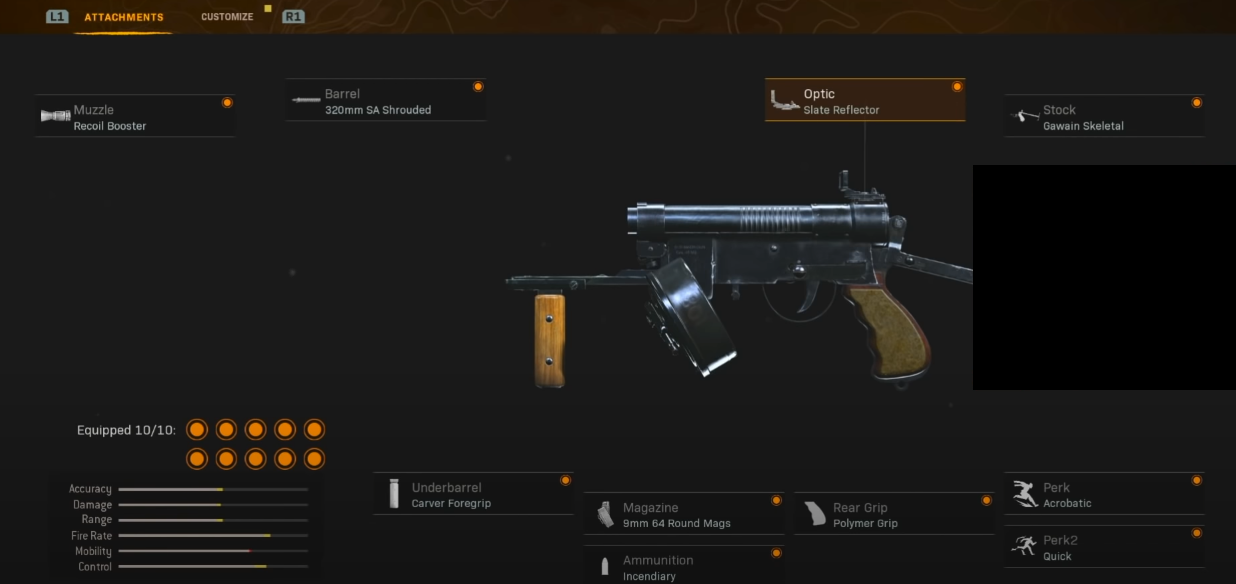 L1 ATTACHMENTS CUSTOMIZE R1
Muzzle
Recoil Booster
Barrel
320mm SA Shrouded
Optic
Slate Reflector
Stock
Gawain Skeletal
Equipped 10/10:
Accuracy
Damage
Range
Fire Rate
Mobility
Control
Underbarrel
Carver Foregrip
Magazine
9mm 64 Round Mags
Ammunition
Incendiary
Rear Grip
Polymer Grip
Perk
Acrobatic
Perk2
Quick